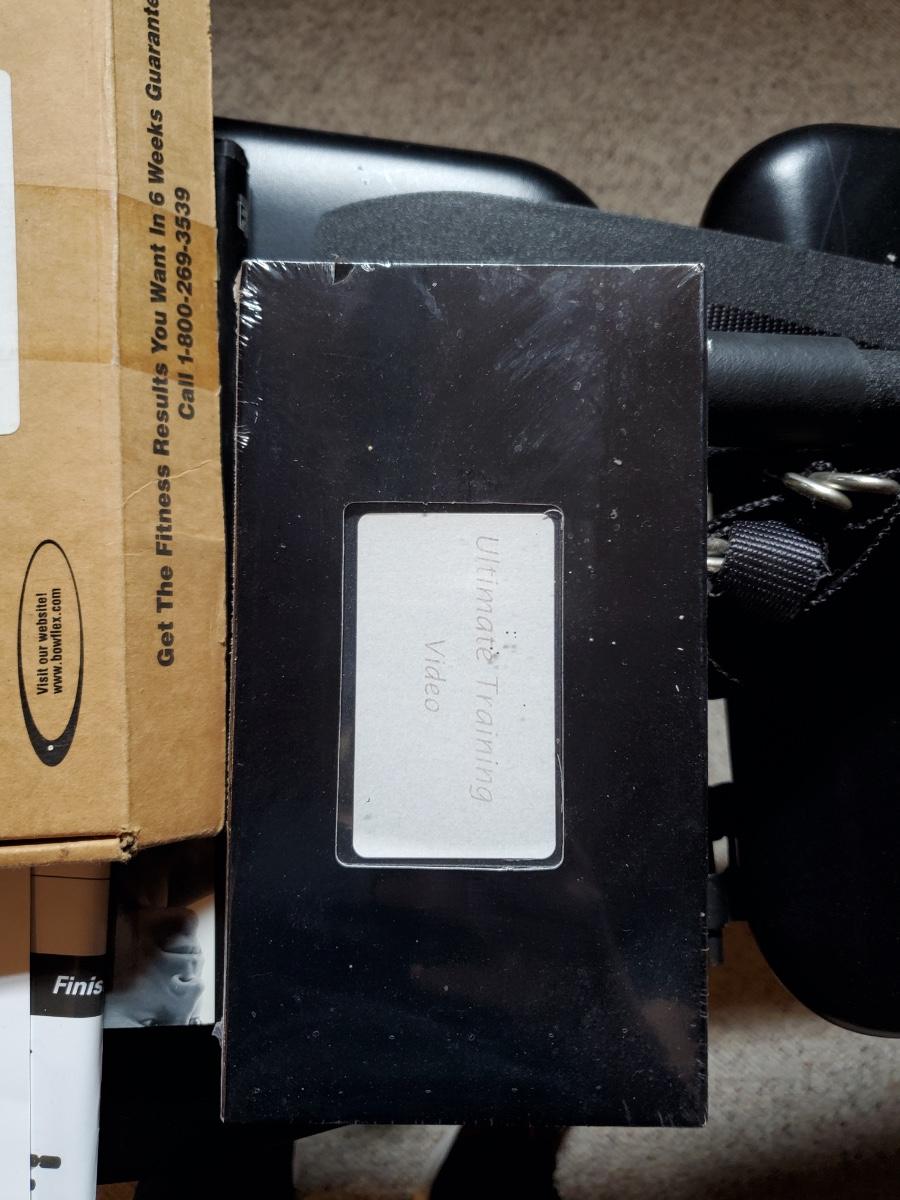 Get The Fitness Results You Want In 6 Weeks Guarante
Call 1-800-269-3539
Visit our website!
www.bowflex.com
Ultimate Training
Video
Finis